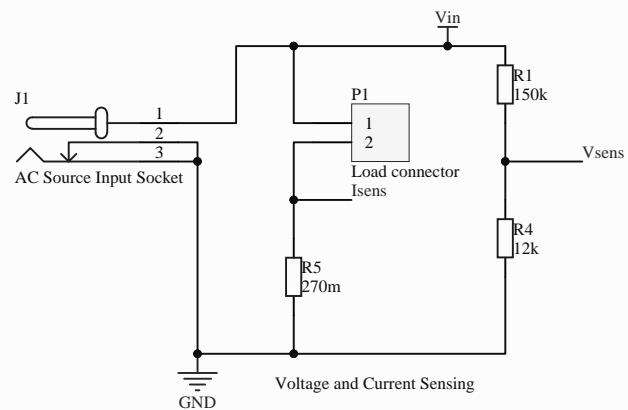 Vin
J1
1
2
3
AC Source Input Socket
P1
1
2
Load connector
Isens
R1
150k
Vsens
R4
12k
R5
270m
GND
Voltage and Current Sensing